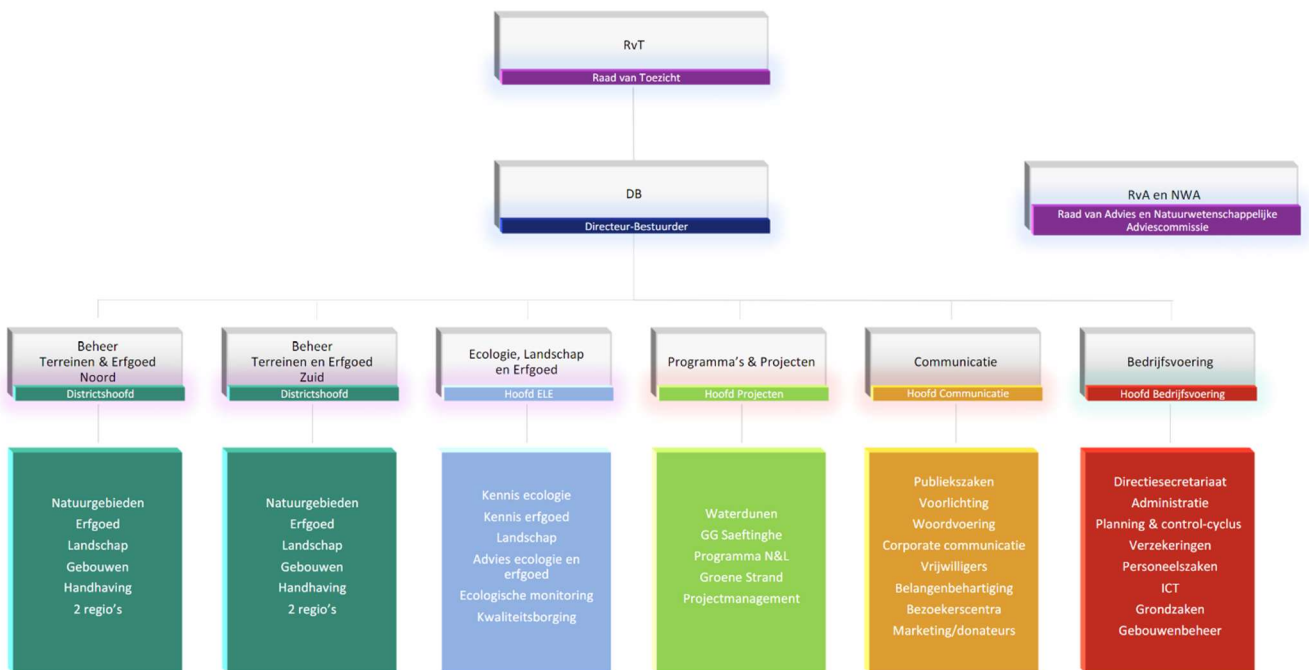 RvT
Raad van Toezicht
DB
Directeur-Bestuurder
RvA en NWA
Raad van Advies en Natuurwetenschappelijke
Adviescommissie
Beheer
Terreinen & Erfgoed
Noord
Districtshoofd
Beheer
Terreinen en Erfgoed
Zuid
Districtshoofd
Ecologie, Landschap
en Erfgoed
Hoofd ELE
Programma's & Projecten
Hoofd Projecten
Communicatie
Hoofd Communicatie
Bedrijfsvoering
Hoofd Bedrijfsvoering
Natuurgebieden
Erfgoed
Landschap
Gebouwen
Handhaving
2 regio's
Natuurgebieden
Erfgoed
Landschap
Gebouwen
Handhaving
2 regio's
Kennis ecologie
Kennis erfgoed
Landschap
Advies ecologie en
erfgoed
Ecologische monitoring
Kwaliteitsborging
Waterdunen
GG Saeftinghe
Programma N&L
Groene Strand
Projectmanagement
Publiekszaken
Voorlichting
Woordvoering
Corporate communicatie
Vrijwilligers
Belangenbehartiging
Bezoekerscentra
Marketing/donateurs
Directiesecretariaat
Administratie
Planning & control-cyclus
Verzekeringen
Personeelszaken
ICT
Grondzaken
Gebouwenbeheer